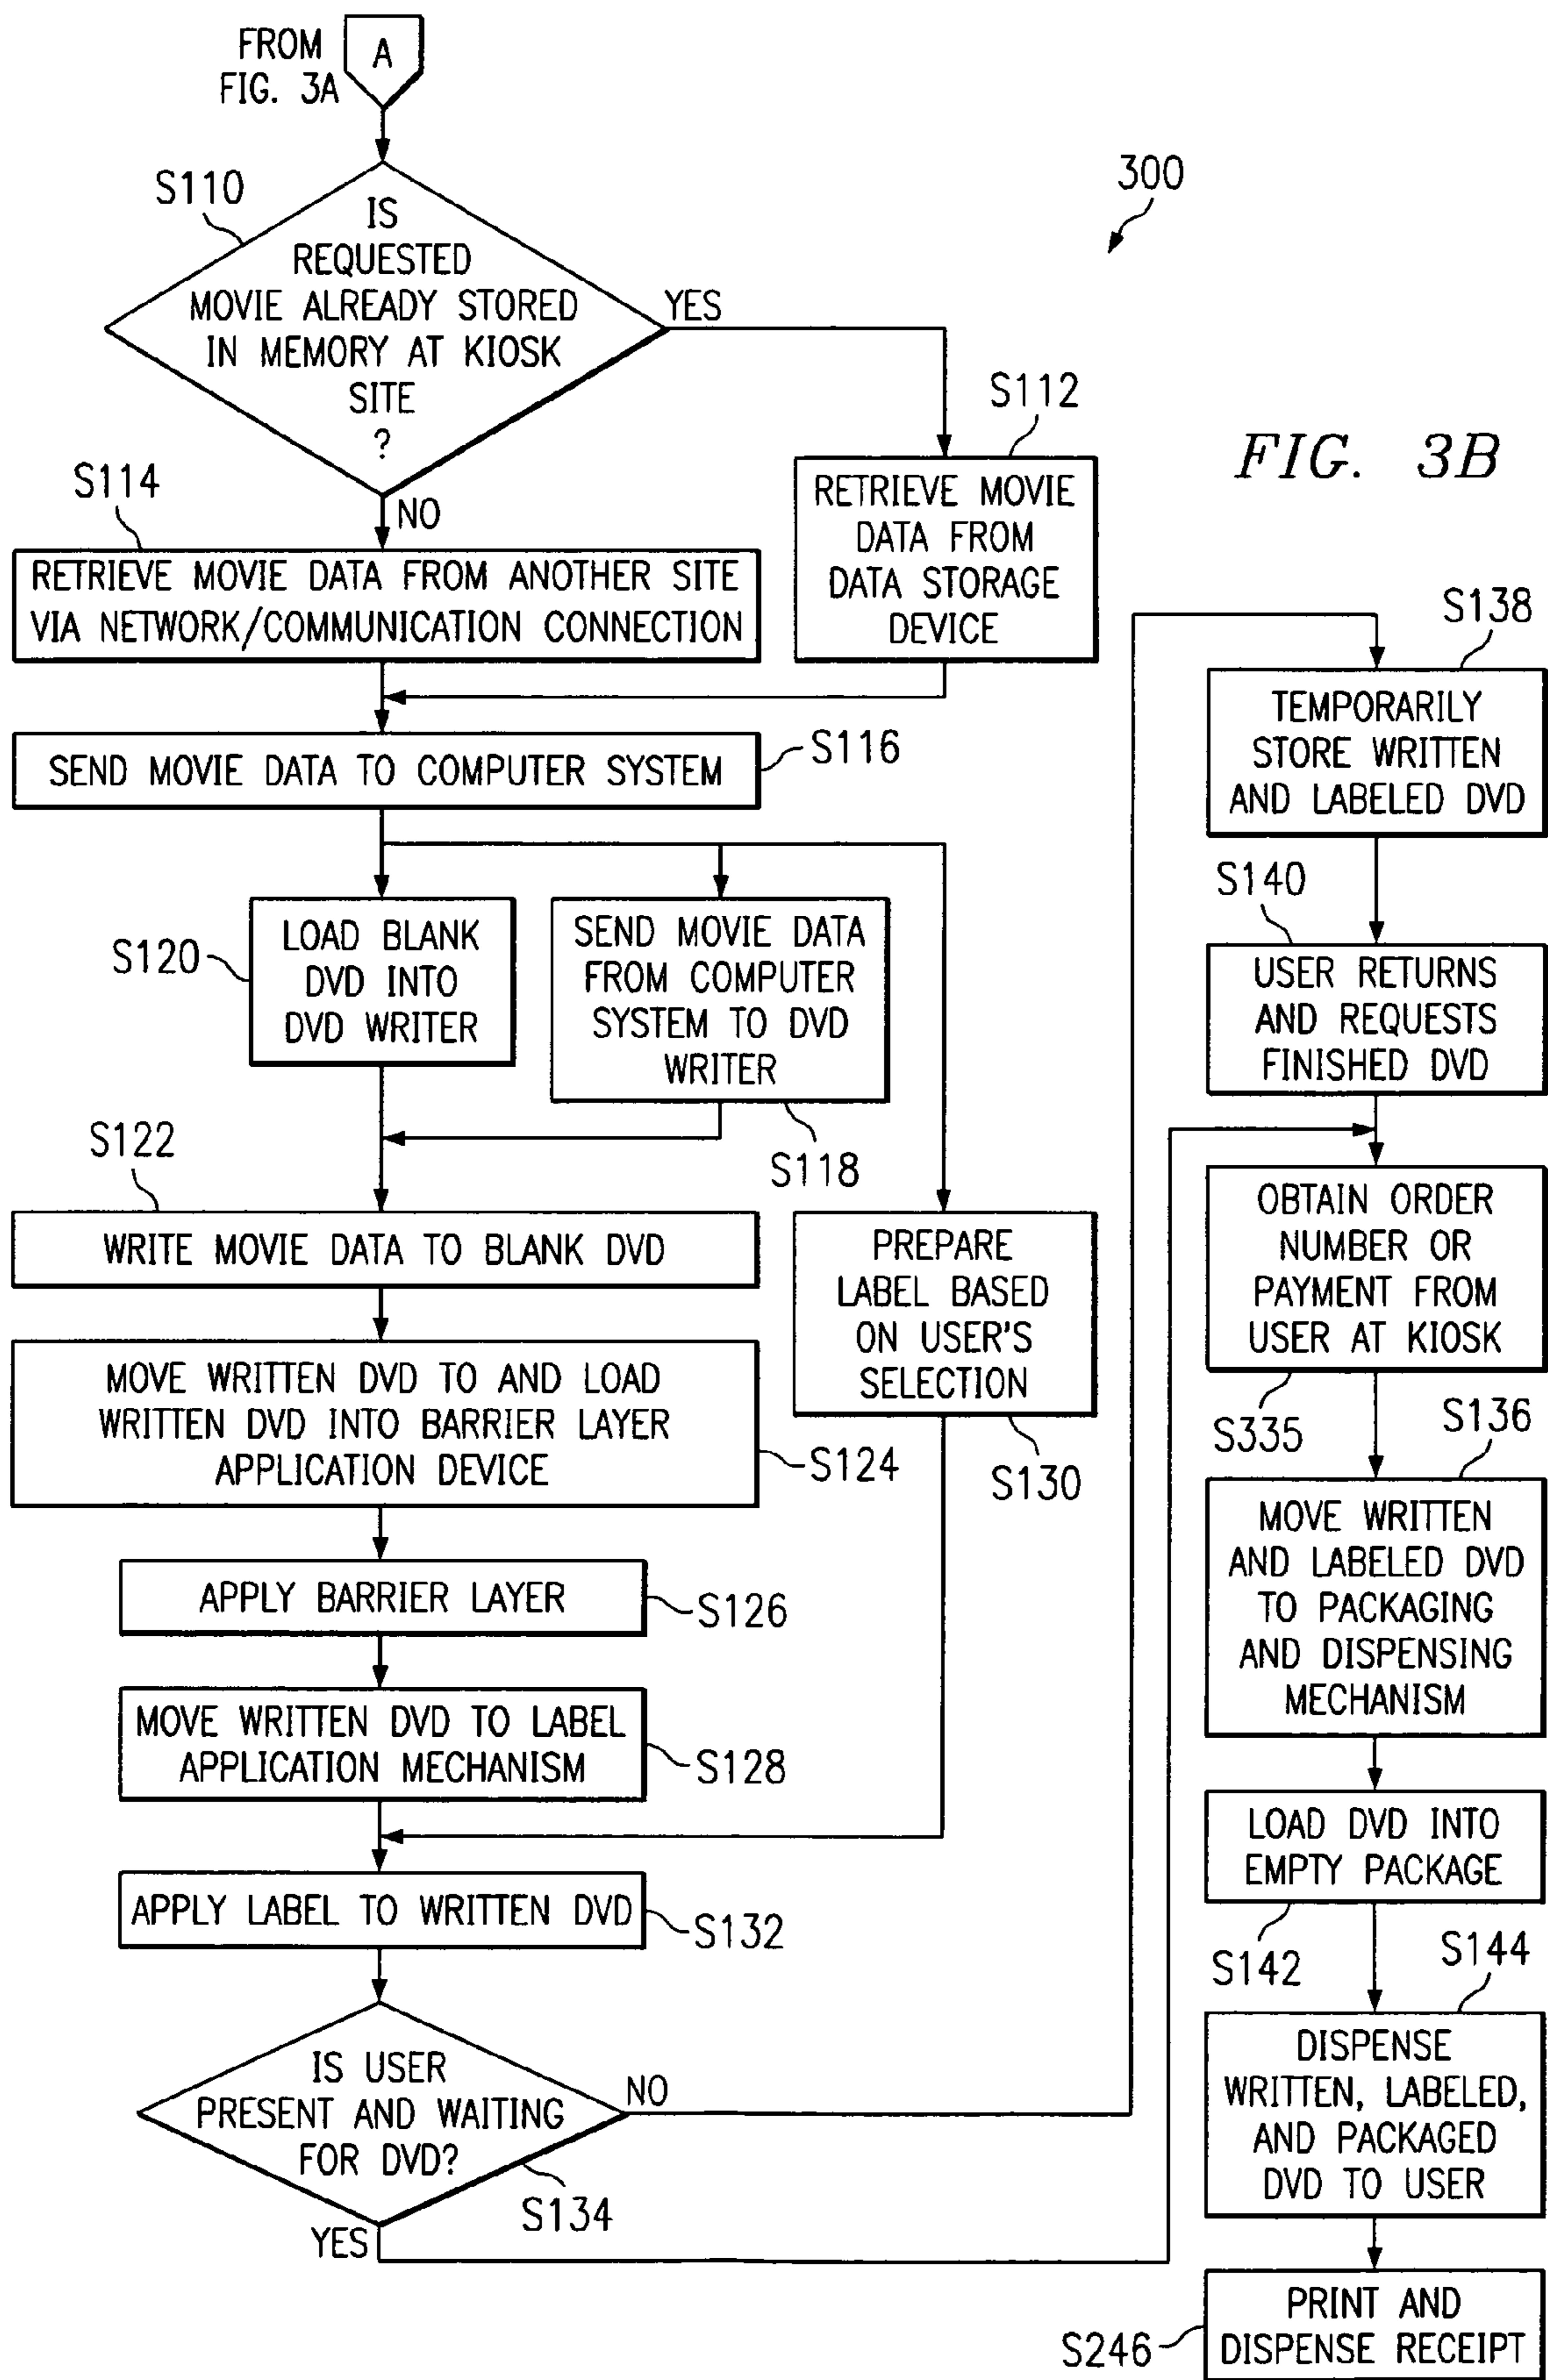 FROM
FIG. 3A
A
300
S110
IS
REQUESTED
MOVIE ALREADY STORED
IN MEMORY AT KIOSK
SITE
?
YES
NO
S112
RETRIEVE MOVIE
DATA FROM
DATA STORAGE
DEVICE
FIG. 3B
S114
RETRIEVE MOVIE DATA FROM ANOTHER SITE
VIA NETWORK/COMMUNICATION CONNECTION
SEND MOVIE DATA TO COMPUTER SYSTEM
S116
S120
LOAD BLANK
DVD INTO
DVD WRITER
SEND MOVIE DATA
FROM COMPUTER
SYSTEM TO DVD
WRITER
S118
S122
WRITE MOVIE DATA TO BLANK DVD
PREPARE
LABEL BASED
ON USER'S
SELECTION
S130
MOVE WRITTEN DVD TO AND LOAD
WRITTEN DVD INTO BARRIER LAYER
APPLICATION DEVICE
S124
APPLY BARRIER LAYER
S126
MOVE WRITTEN DVD TO LABEL
APPLICATION MECHANISM
S128
APPLY LABEL TO WRITTEN DVD
S132
IS USER
PRESENT AND WAITING
FOR DVD?
S134
NO
YES
S138
TEMPORARILY
STORE WRITTEN
AND LABELED DVD
S140
USER RETURNS
AND REQUESTS
FINISHED DVD
OBTAIN ORDER
NUMBER OR
PAYMENT FROM
USER AT KIOSK
S335
S136
MOVE WRITTEN
AND LABELED DVD
TO PACKAGING
AND DISPENSING
MECHANISM
LOAD DVD INTO
EMPTY PACKAGE
S142
S144
DISPENSE
WRITTEN, LABELED,
AND PACKAGED
DVD TO USER
PRINT AND
DISPENSE RECEIPT
S246